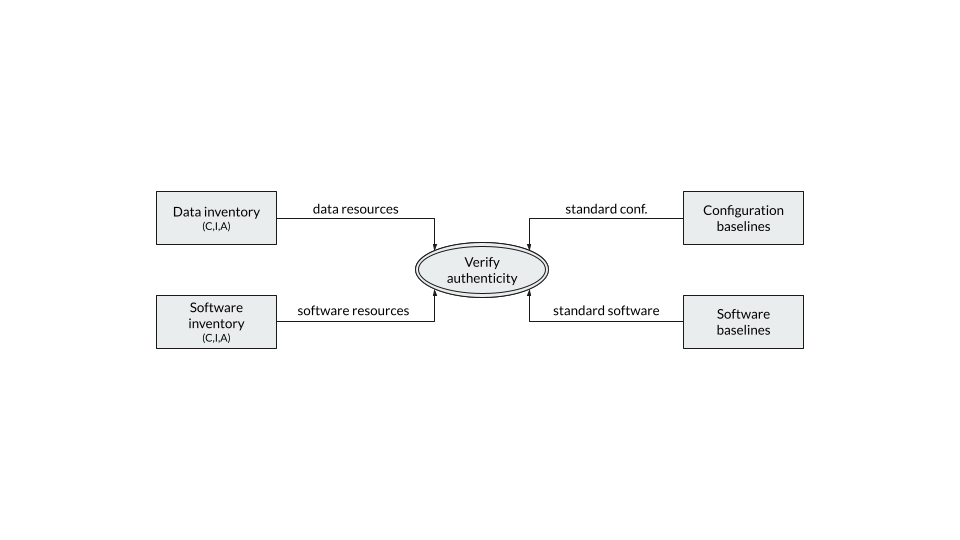 Data inventory
(C,I,A)
data resources
standard conf.
Configuration
baselines
Verify
authenticity
Software
inventory
(C,I,A)
software resources
standard software
Software
baselines